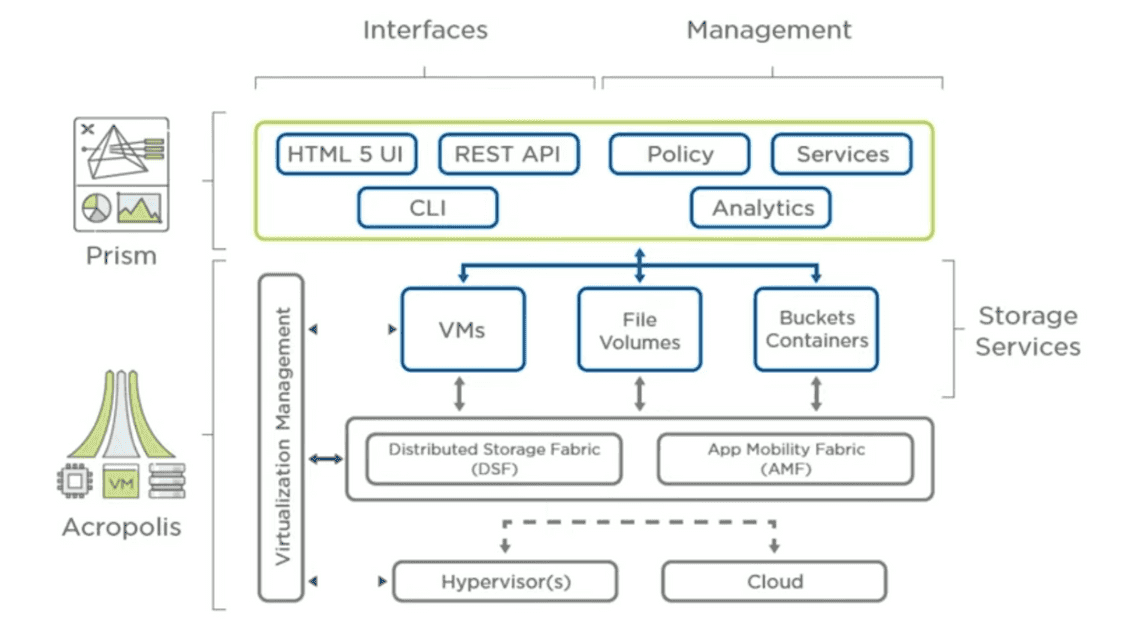 Interfaces
Management
HTML 5 UI
REST API
Policy
Services
CLI
Analytics
Prism
Virtualization Management
VMs
File
Volumes
Buckets
Containers
Storage
Services
Distributed Storage Fabric
(DSF)
App Mobility Fabric
(AMF)
VM
Acropolis
Hypervisor(s)
Cloud